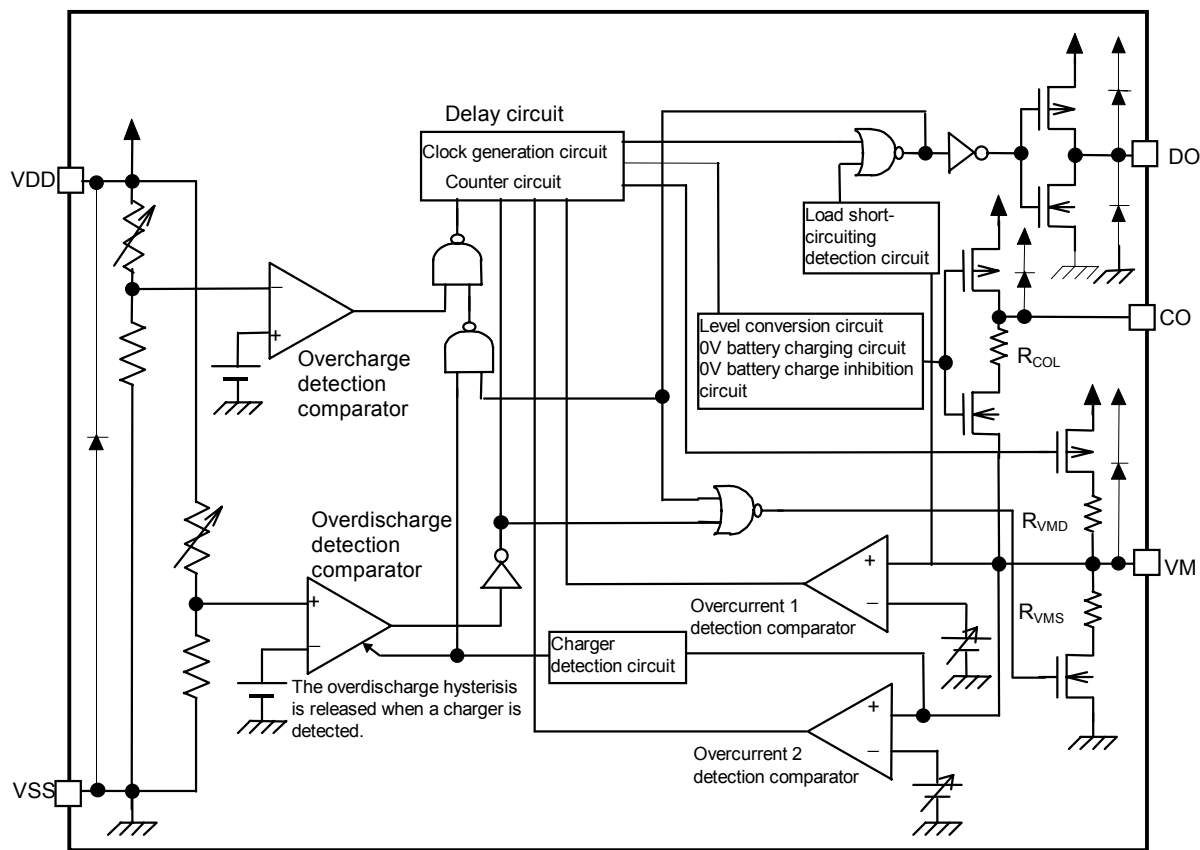 Delay circuit
Clock generation circuit
Counter circuit
VDD
DO
Load short-
circuiting
detection circuit
CO
Level conversion circuit
0V battery charging circuit
0V battery charge inhibition
circuit
RCOL
−
+
Overcharge
detection
comparator
Overdischarge
detection
comparator
RVMD
+
−
VM
Overcurrent 1
detection comparator
RVMS
+
−
Charger
detection circuit
The overdischarge hysterisis
is released when a charger is
detected.
+
−
Overcurrent 2
detection comparator
VSS